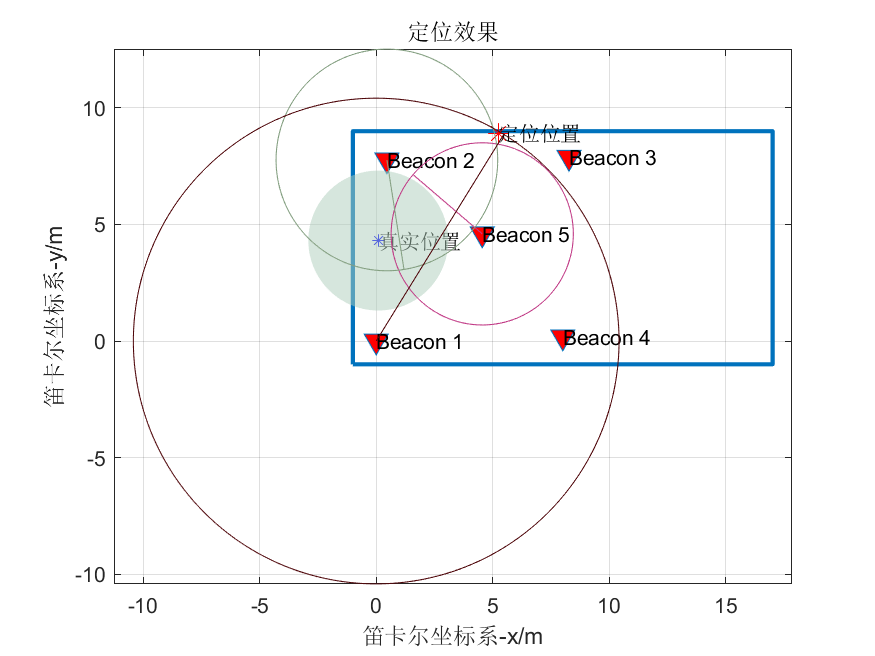 定位效果
10
5
0
-5
-10
笛卡尔坐标系-y/m
定位位置
Beacon 2
Beacon 3
真实位置
Beacon 5
Beacon 1
Beacon 4
-10
-5
0
5
10
15
笛卡尔坐标系-x/m